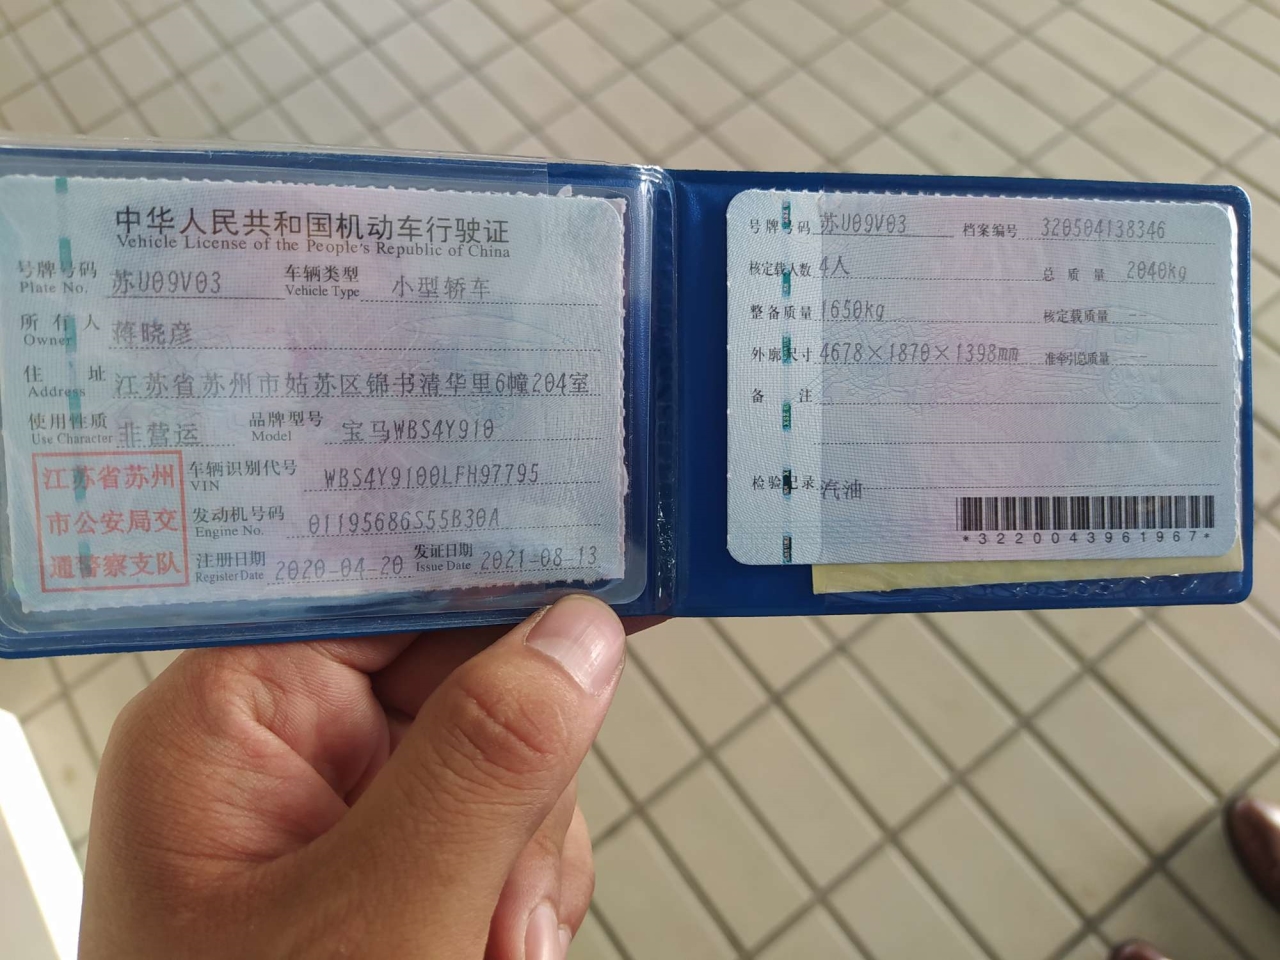 中华人民共和国机动车行驶证
Vehicle License of the People's Republic of China
号牌号码 苏U09V03 车辆类型 小型轿车
Plate No. Vehicle Type
所有人 蒋晓彦
Owner
住址 江苏省苏州市姑苏区锦书清华里6幢204室
Address
使用性质 非营运 品牌型号 宝马WBS4Y910
Use Character Model
江苏省苏州
市公安局交
通警察支队
车辆识别代号 WBS4Y9100LFH97795
VIN
发动机号码 01195686S55B30A
Engine No.
注册日期 2020-04-20 发证日期 2021-08-13
Register Date Issue Date
号牌号码 苏U09V03 档案编号 320504138346
核定载人数 4人 总质量 2040kg
整备质量 1650kg 核定载质量 --
外廓尺寸 4678×1870×1398mm 准牵引总质量 --
备注
检验记录 汽油
*3220043961967*